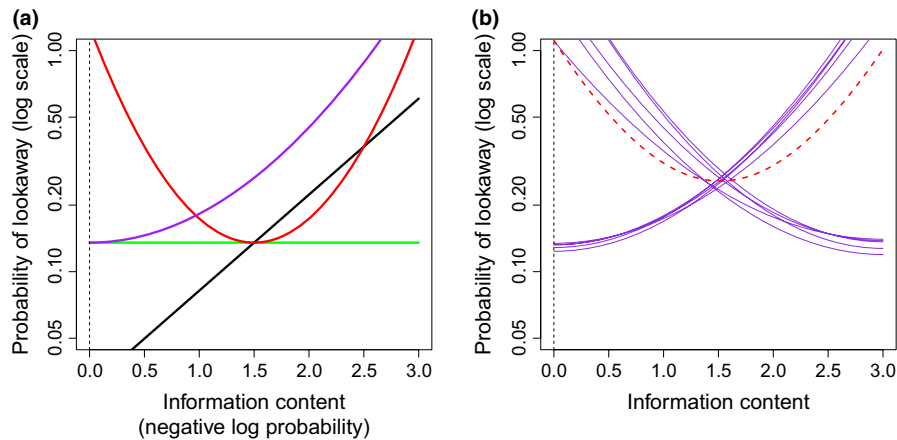 (a)
Probability of lookaway (log scale)
1.00
0.50
0.20
0.10
0.05
0.0 0.5 1.0 1.5 2.0 2.5 3.0
Information content
(negative log probability)
(b)
Probability of lookaway (log scale)
1.00
0.50
0.20
0.10
0.05
0.0 0.5 1.0 1.5 2.0 2.5 3.0
Information content